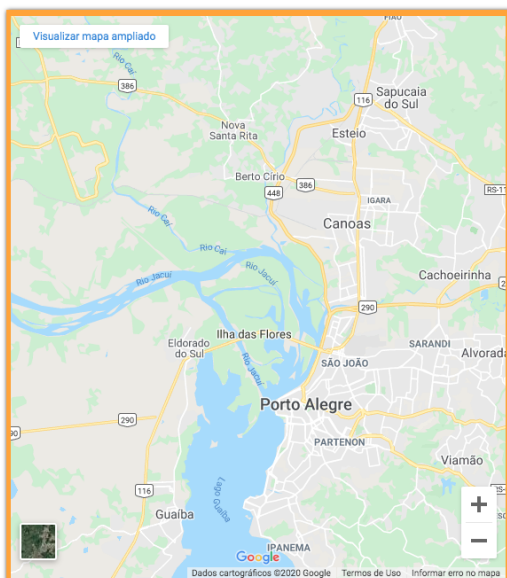 FIAO
Visualizar mapa ampliado
Rio Caí
386
116
Sapucaia
do Sul
Nova
Santa Rita
Esteio
Berto Círio
386
448
RS-11
IGARA
Rio Caí
Canoas
Rio Caí
Rio Jacuí
Rio Jacuí
Cachoeirinha
290
Ilha das Flores
Eldorado
do Sul
SARANDI
Alvorada
SÃO JOÃO
Rio Jacuí
Porto Alegre
290
90
PARTENON
Viamão
116
RS-
Lago Guaíba
Guaíba
+
−
IPANEMA
Google
Dados cartográficos ©2020 Google Termos de Uso Informar erro no mapa